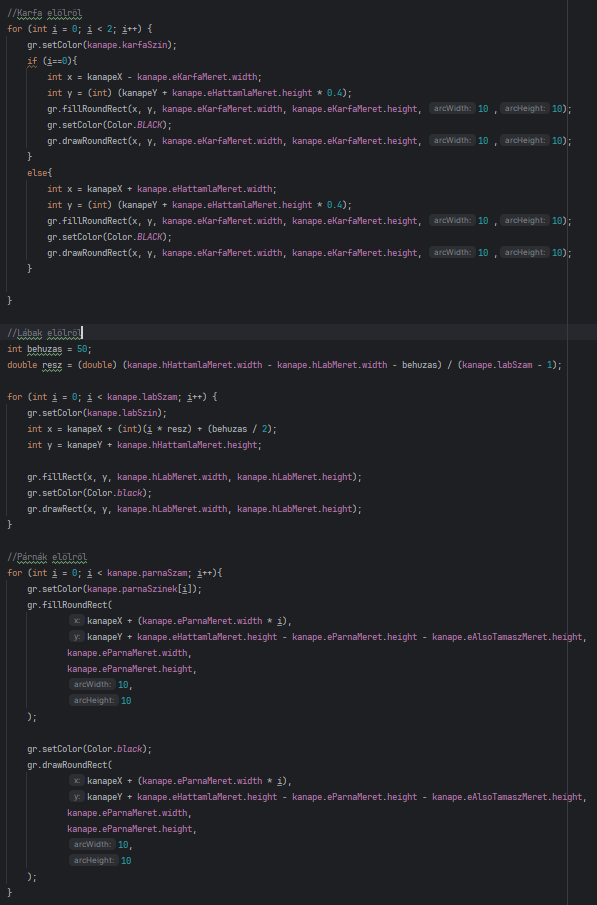 //Karfa elölről
for (int i = 0; i < 2; i++) {
    gr.setColor(kanape.karfaSzin);
    if (i==0){
        int x = kanapeX - kanape.eKarfaMeret.width;
        int y = (int) (kanapeY + kanape.eHattamlaMeret.height * 0.4);
        gr.fillRoundRect(x, y, kanape.eKarfaMeret.width, kanape.eKarfaMeret.height, arcWidth: 10 , arcHeight: 10);
        gr.setColor(Color.BLACK);
        gr.drawRoundRect(x, y, kanape.eKarfaMeret.width, kanape.eKarfaMeret.height, arcWidth: 10 , arcHeight: 10);
    }
    else{
        int x = kanapeX + kanape.eHattamlaMeret.width;
        int y = (int) (kanapeY + kanape.eHattamlaMeret.height * 0.4);
        gr.fillRoundRect(x, y, kanape.eKarfaMeret.width, kanape.eKarfaMeret.height, arcWidth: 10 , arcHeight: 10);
        gr.setColor(Color.BLACK);
        gr.drawRoundRect(x, y, kanape.eKarfaMeret.width, kanape.eKarfaMeret.height, arcWidth: 10 , arcHeight: 10);
    }
}
//Lábak elölről
int behuzas = 50;
double resz = (double) (kanape.hHattamlaMeret.width - kanape.hLabMeret.width - behuzas) / (kanape.labSzam - 1);
for (int i = 0; i < kanape.labSzam; i++) {
    gr.setColor(kanape.labSzin);
    int x = kanapeX + (int)(i * resz) + (behuzas / 2);
    int y = kanapeY + kanape.hHattamlaMeret.height;
    gr.fillRect(x, y, kanape.hLabMeret.width, kanape.hLabMeret.height);
    gr.setColor(Color.black);
    gr.drawRect(x, y, kanape.hLabMeret.width, kanape.hLabMeret.height);
}
//Párnák elölről
for (int i = 0; i < kanape.parnaSzam; i++){
    gr.setColor(kanape.parnaSzinek[i]);
    gr.fillRoundRect(
            x: kanapeX + (kanape.eParnaMeret.width * i),
            y: kanapeY + kanape.eHattamlaMeret.height - kanape.eParnaMeret.height - kanape.eAlsoTamaszMeret.height,
            kanape.eParnaMeret.width,
            kanape.eParnaMeret.height,
            arcWidth: 10,
            arcHeight: 10
    );
    gr.setColor(Color.black);
    gr.drawRoundRect(
            x: kanapeX + (kanape.eParnaMeret.width * i),
            y: kanapeY + kanape.eHattamlaMeret.height - kanape.eParnaMeret.height - kanape.eAlsoTamaszMeret.height,
            kanape.eParnaMeret.width,
            kanape.eParnaMeret.height,
            arcWidth: 10,
            arcHeight: 10
    );
}